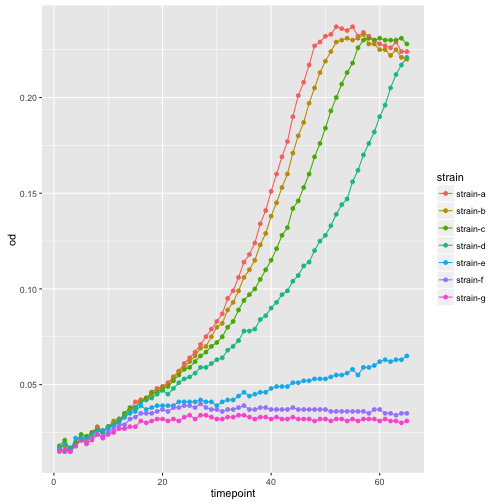 0.20
0.15
0.10
0.05
od
0
20
40
60
timepoint
strain
strain-a
strain-b
strain-c
strain-d
strain-e
strain-f
strain-g